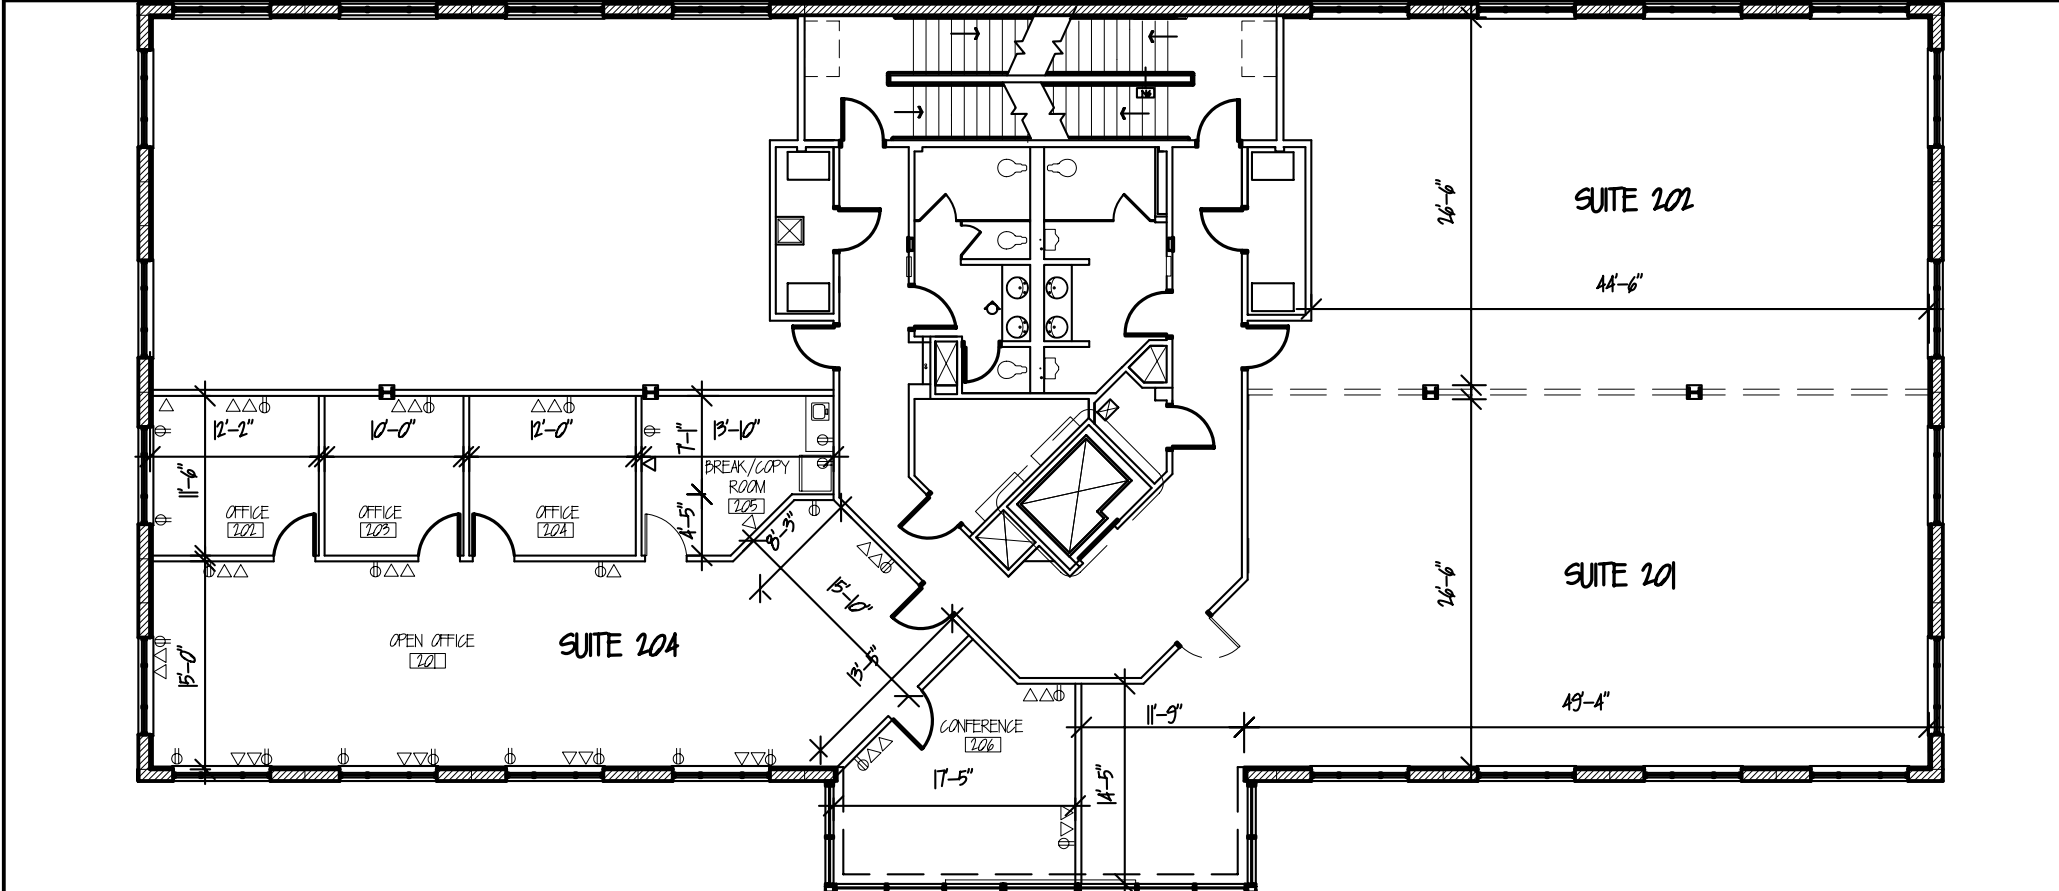 SUITE 202
26'-6"
44'-6"
12'-2"
10'-0"
12'-0"
7'-1"
13'-10"
11'-6"
BREAK/COPY
ROOM
205
OFFICE
202
OFFICE
203
OFFICE
204
4'-5"
8'-3"
15'-10"
SUITE 201
26'-6"
OPEN OFFICE
201
SUITE 204
15'-0"
13'-5"
CONFERENCE
206
11'-9"
49'-4"
17'-5"
14'-5"